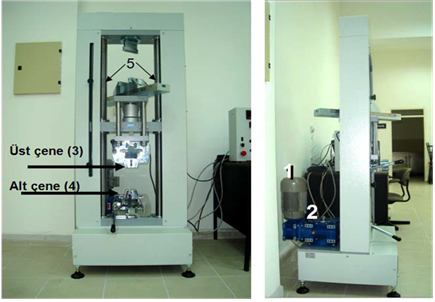 5
Üst çene (3)
Alt çene (4)
1
2